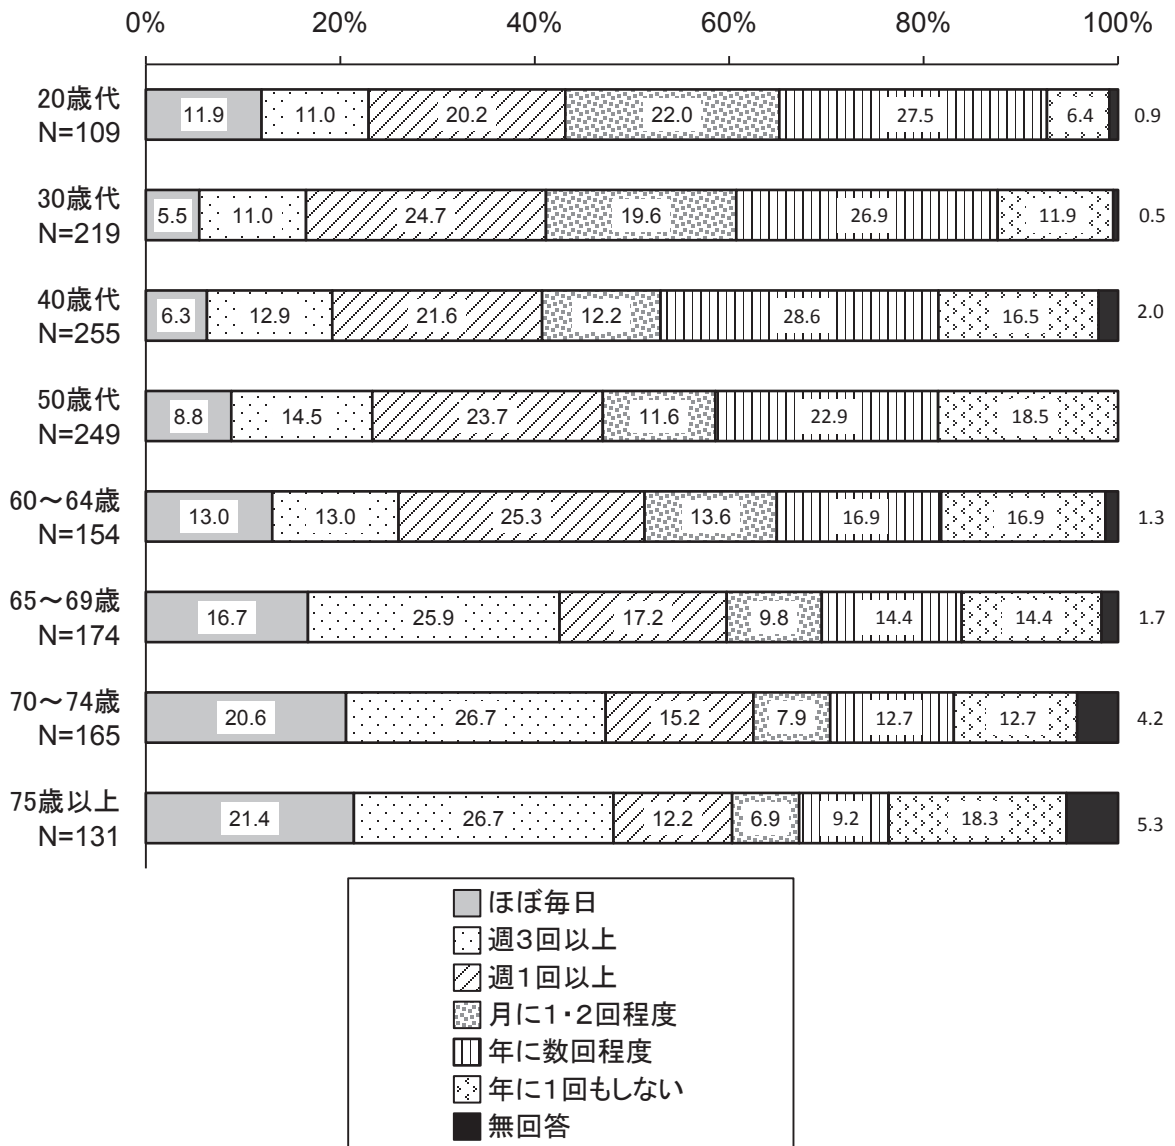 0% 20% 40% 60% 80% 100%
20歳代
N=109
11.9 11.0 20.2 22.0 27.5 6.4 0.9
30歳代
N=219
5.5 11.0 24.7 19.6 26.9 11.9 0.5
40歳代
N=255
6.3 12.9 21.6 12.2 28.6 16.5 2.0
50歳代
N=249
8.8 14.5 23.7 11.6 22.9 18.5
60～64歳
N=154
13.0 13.0 25.3 13.6 16.9 16.9 1.3
65～69歳
N=174
16.7 25.9 17.2 9.8 14.4 14.4 1.7
70～74歳
N=165
20.6 26.7 15.2 7.9 12.7 12.7 4.2
75歳以上
N=131
21.4 26.7 12.2 6.9 9.2 18.3 5.3
ほぼ毎日
週３回以上
週１回以上
月に１・２回程度
年に数回程度
年に１回もしない
無回答